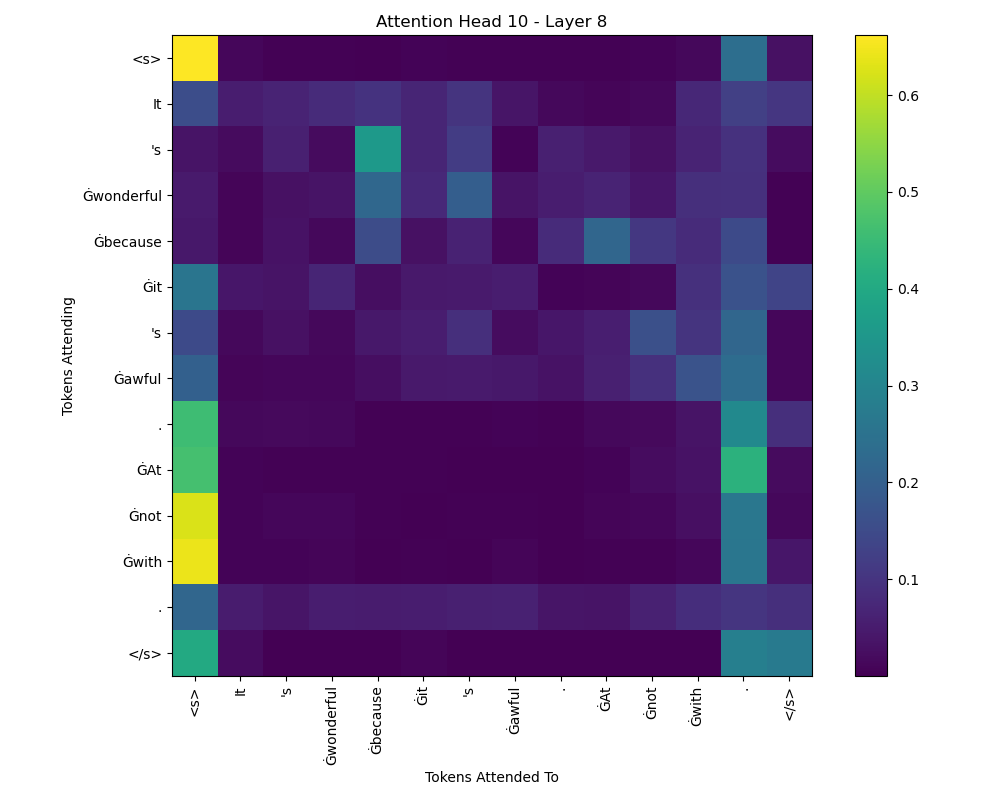 Attention Head 10 - Layer 8
<s>
It
's
Ġwonderful
Ġbecause
Ġit
's
Ġawful
.
ĠAt
Ġnot
Ġwith
.
</s>
Tokens Attending
<s>
It
's
Ġwonderful
Ġbecause
Ġit
's
Ġawful
.
ĠAt
Ġnot
Ġwith
.
</s>
Tokens Attended To
0.6
0.5
0.4
0.3
0.2
0.1